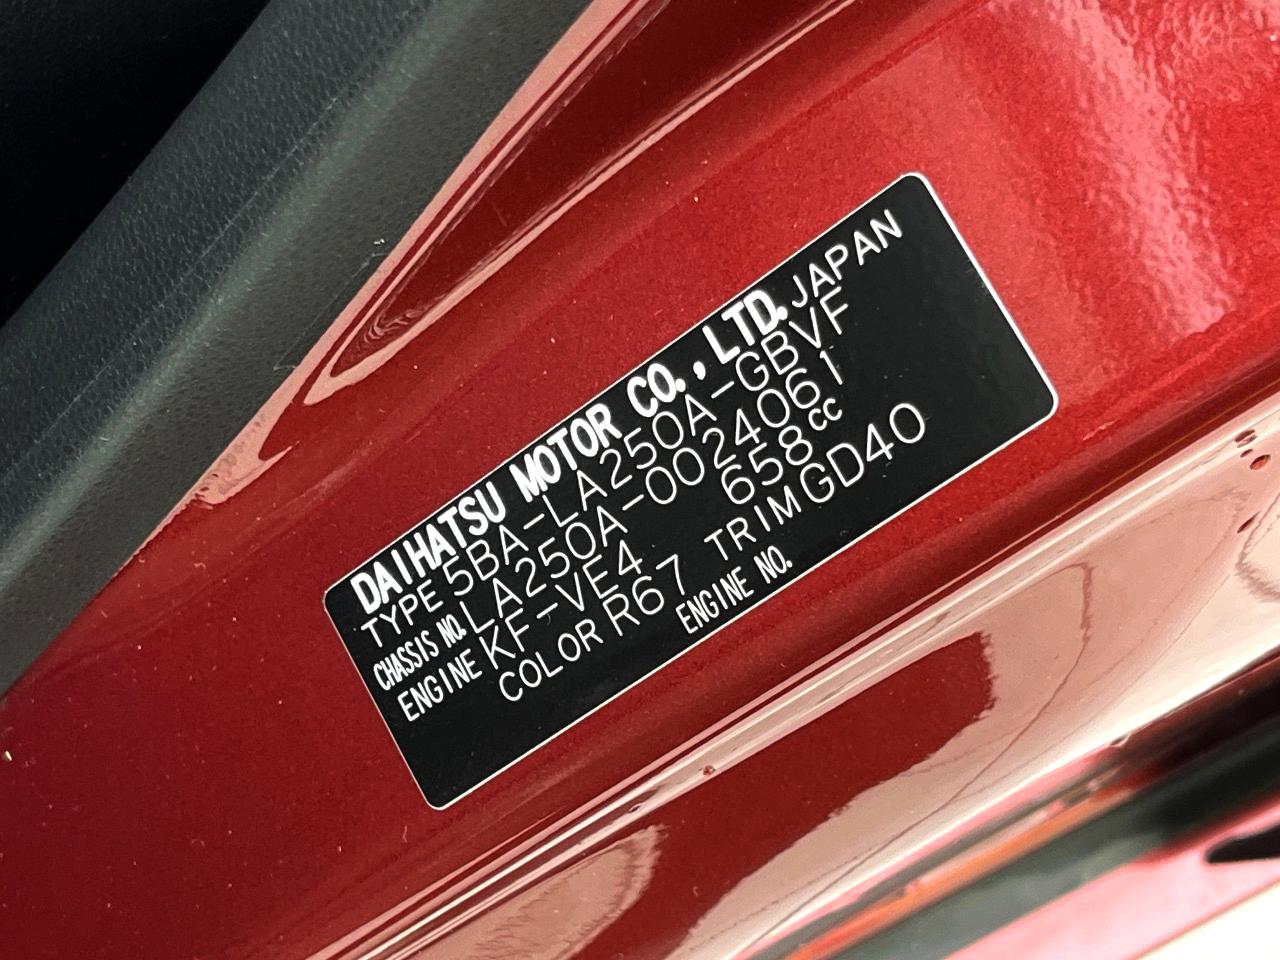 DAIHATSU MOTOR CO.,LTD. JAPAN
TYPE 5BA-LA250A-GBVF
CHASSIS NO. LA250A-0024061
ENGINE KF-VE4 658cc
COLOR R67 TRIM GD40
ENGINE NO.